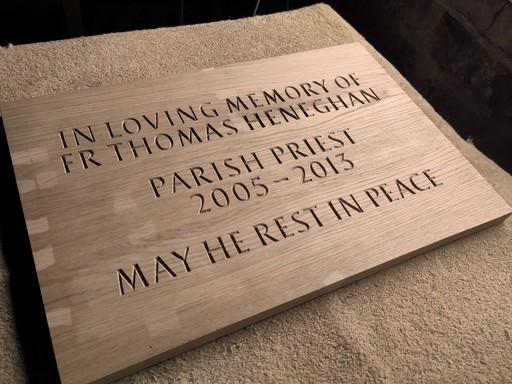 IN LOVING MEMORY OF
FR THOMAS HENEGHAN
PARISH PRIEST
2005 – 2013
MAY HE REST IN PEACE